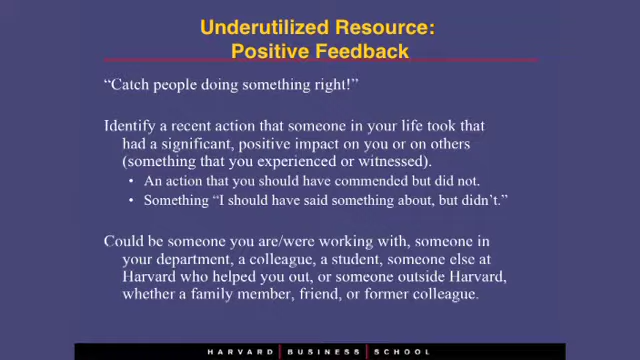 Underutilized Resource:
Positive Feedback
“Catch people doing something right!”
Identify a recent action that someone in your life took that
had a significant, positive impact on you or on others
(something that you experienced or witnessed).
• An action that you should have commended but did not.
• Something “I should have said something about, but didn’t.”
Could be someone you are/were working with, someone in
your department, a colleague, a student, someone else at
Harvard who helped you out, or someone outside Harvard,
whether a family member, friend, or former colleague.
HARVARD | BUSINESS | SCHOOL